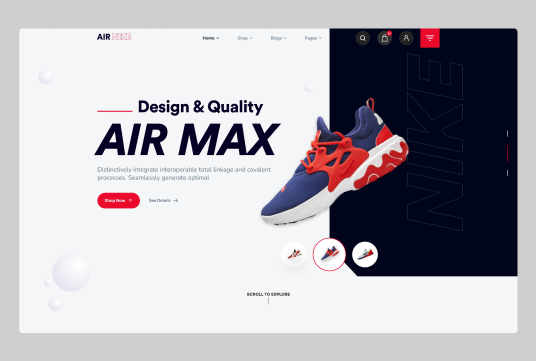 AIR NIKE
Home
Shop
Blogs
Pages
NIKE
Design & Quality
AIR MAX
Distinctively integrate interoperable total linkage and covalent
processes. Seamlessly generate optimal
Shop Now
See Details
SCROLL TO EXPLORE